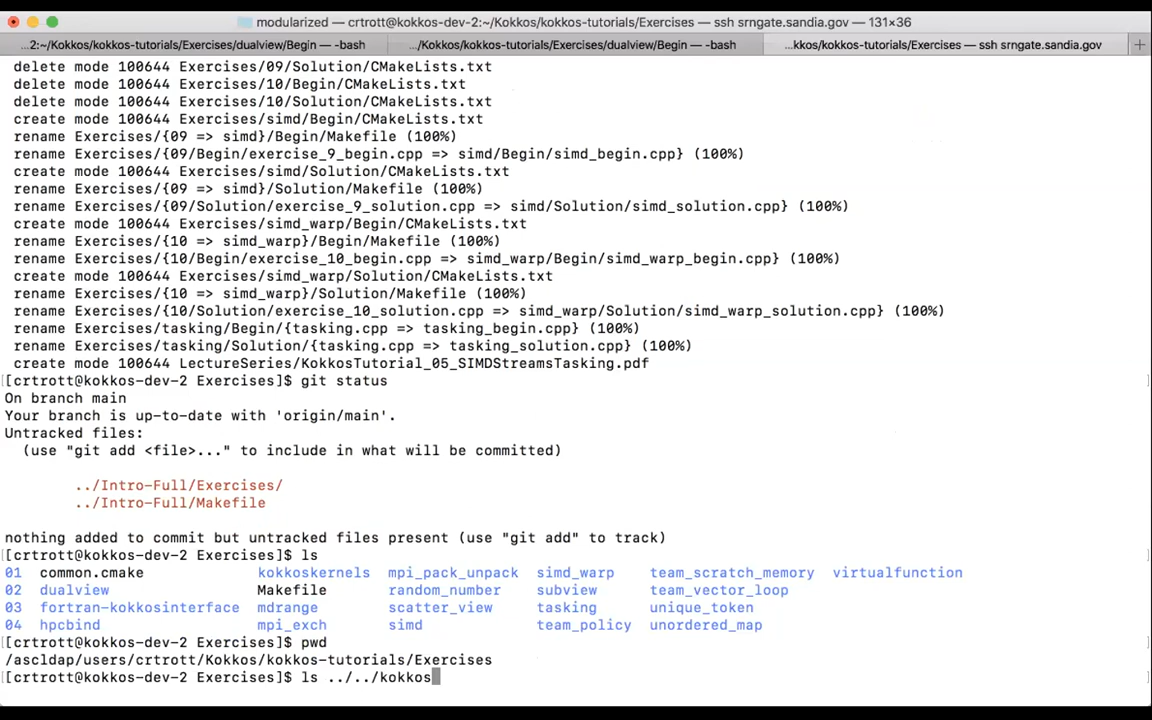 modularized — crtrott@kokkos-dev-2:~/Kokkos/kokkos-tutorials/Exercises — ssh srngate.sandia.gov — 131×36
...2:~/Kokkos/kokkos-tutorials/Exercises/dualview/Begin — -bash
.../Kokkos/kokkos-tutorials/Exercises/dualview/Begin — -bash
...kkos/kokkos-tutorials/Exercises — ssh srngate.sandia.gov
+
delete mode 100644 Exercises/09/Solution/CMakeLists.txt
delete mode 100644 Exercises/10/Begin/CMakeLists.txt
delete mode 100644 Exercises/10/Solution/CMakeLists.txt
create mode 100644 Exercises/simd/Begin/CMakeLists.txt
rename Exercises/{09 => simd}/Begin/Makefile (100%)
rename Exercises/{09/Begin/exercise_9_begin.cpp => simd/Begin/simd_begin.cpp} (100%)
create mode 100644 Exercises/simd/Solution/CMakeLists.txt
rename Exercises/{09 => simd}/Solution/Makefile (100%)
rename Exercises/{09/Solution/exercise_9_solution.cpp => simd/Solution/simd_solution.cpp} (100%)
create mode 100644 Exercises/simd_warp/Begin/CMakeLists.txt
rename Exercises/{10 => simd_warp}/Begin/Makefile (100%)
rename Exercises/{10/Begin/exercise_10_begin.cpp => simd_warp/Begin/simd_warp_begin.cpp} (100%)
create mode 100644 Exercises/simd_warp/Solution/CMakeLists.txt
rename Exercises/{10 => simd_warp}/Solution/Makefile (100%)
rename Exercises/{10/Solution/exercise_10_solution.cpp => simd_warp/Solution/simd_warp_solution.cpp} (100%)
rename Exercises/tasking/Begin/{tasking.cpp => tasking_begin.cpp} (100%)
rename Exercises/tasking/Solution/{tasking.cpp => tasking_solution.cpp} (100%)
create mode 100644 LectureSeries/KokkosTutorial_05_SIMDStreamsTasking.pdf
[[crtrott@kokkos-dev-2 Exercises]$ git status ]
On branch main
Your branch is up-to-date with 'origin/main'.
Untracked files:
(use "git add <file>..." to include in what will be committed)
../Intro-Full/Exercises/
../Intro-Full/Makefile
nothing added to commit but untracked files present (use "git add" to track)
[[crtrott@kokkos-dev-2 Exercises]$ ls ]
01 common.cmake kokkoskernels mpi_pack_unpack simd_warp team_scratch_memory virtualfunction
02 dualview Makefile random_number subview team_vector_loop
03 fortran-kokkosinterface mdrange scatter_view tasking unique_token
04 hpcbind mpi_exch simd team_policy unordered_map
[[crtrott@kokkos-dev-2 Exercises]$ pwd ]
/ascldap/users/crtrott/Kokkos/kokkos-tutorials/Exercises
[[crtrott@kokkos-dev-2 Exercises]$ ls ../../kokkos ]